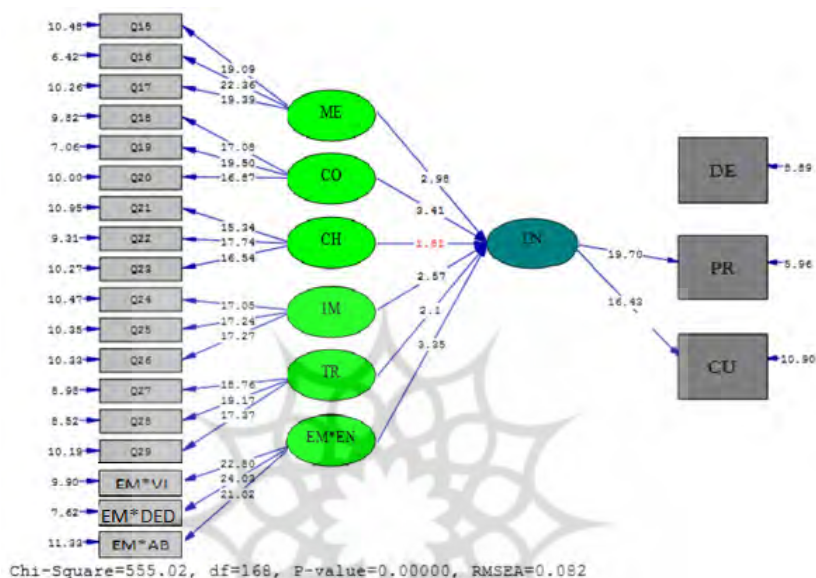 10.48 Q15
6.42 Q16
10.26 Q17
9.82 Q18
7.06 Q19
10.00 Q20
10.95 Q21
9.31 Q22
10.27 Q23
10.47 Q24
10.35 Q25
10.33 Q26
8.98 Q27
8.52 Q28
10.19 Q29
9.90 EM*VI
7.62 EM*DED
11.33 EM*AB
19.09
22.36
19.39
17.08
19.50
16.87
15.34
17.74
16.54
17.05
17.24
17.27
18.76
19.17
17.37
22.80
24.03
21.02
ME
CO
CH
IM
TR
EM*EN
2.98
3.41
1.82
2.57
2.1
3.35
19.70
16.43
DE
PR 5.96
CU 10.90
Chi-Square=555.02, df=168, P-value=0.00000, RMSEA=0.082